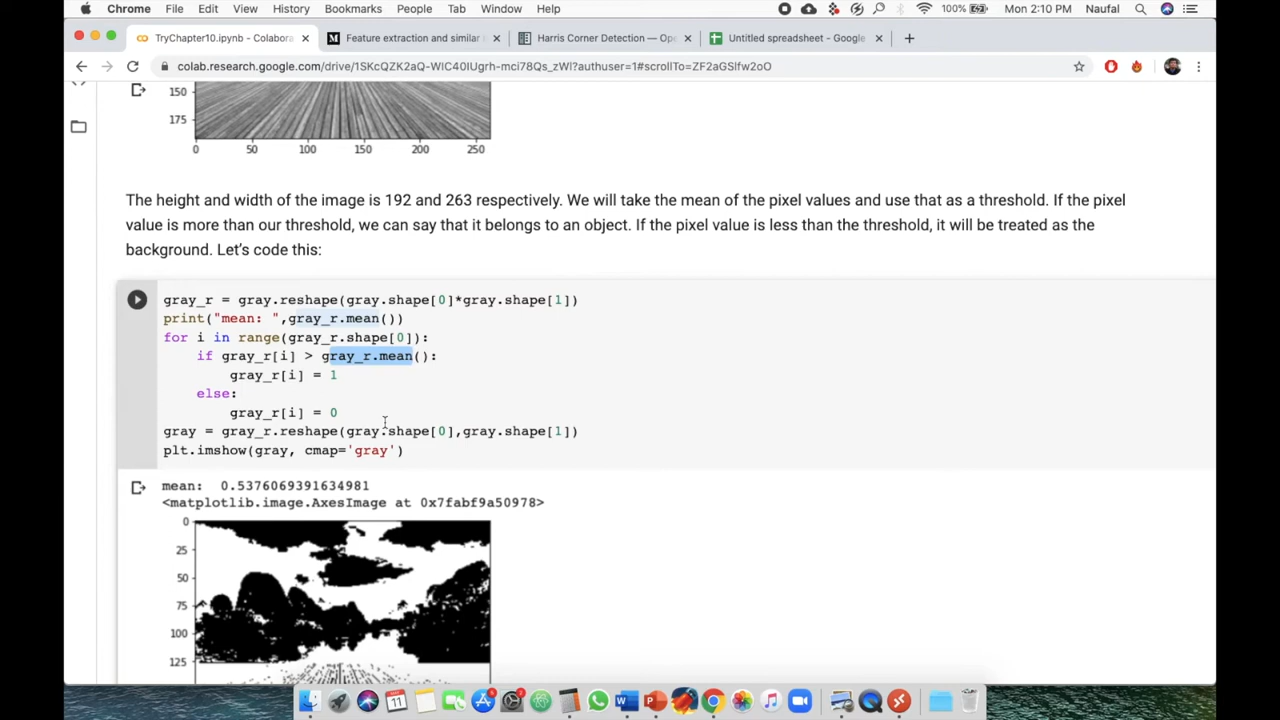 Chrome File Edit View History Bookmarks People Tab Window Help 100% Mon 2:10 PM Naufal
TryChapter10.ipynb - Colabora × Feature extraction and similar i × Harris Corner Detection — Ope × Untitled spreadsheet - Google ×
colab.research.google.com/drive/1SKcQZK2aQ-WIC40IUgrh-mci78Qs_zWl?authuser=1#scrollTo=ZF2aGSlfw2oO
150
175
0 50 100 150 200 250
The height and width of the image is 192 and 263 respectively. We will take the mean of the pixel values and use that as a threshold. If the pixel
value is more than our threshold, we can say that it belongs to an object. If the pixel value is less than the threshold, it will be treated as the
background. Let's code this:
gray_r = gray.reshape(gray.shape[0]*gray.shape[1])
print("mean: ",gray_r.mean())
for i in range(gray_r.shape[0]):
if gray_r[i] > gray_r.mean():
gray_r[i] = 1
else:
gray_r[i] = 0
gray = gray_r.reshape(gray.shape[0],gray.shape[1])
plt.imshow(gray, cmap='gray')
mean: 0.5376069391634981
<matplotlib.image.AxesImage at 0x7fabf9a50978>
0
25
50
75
100
125